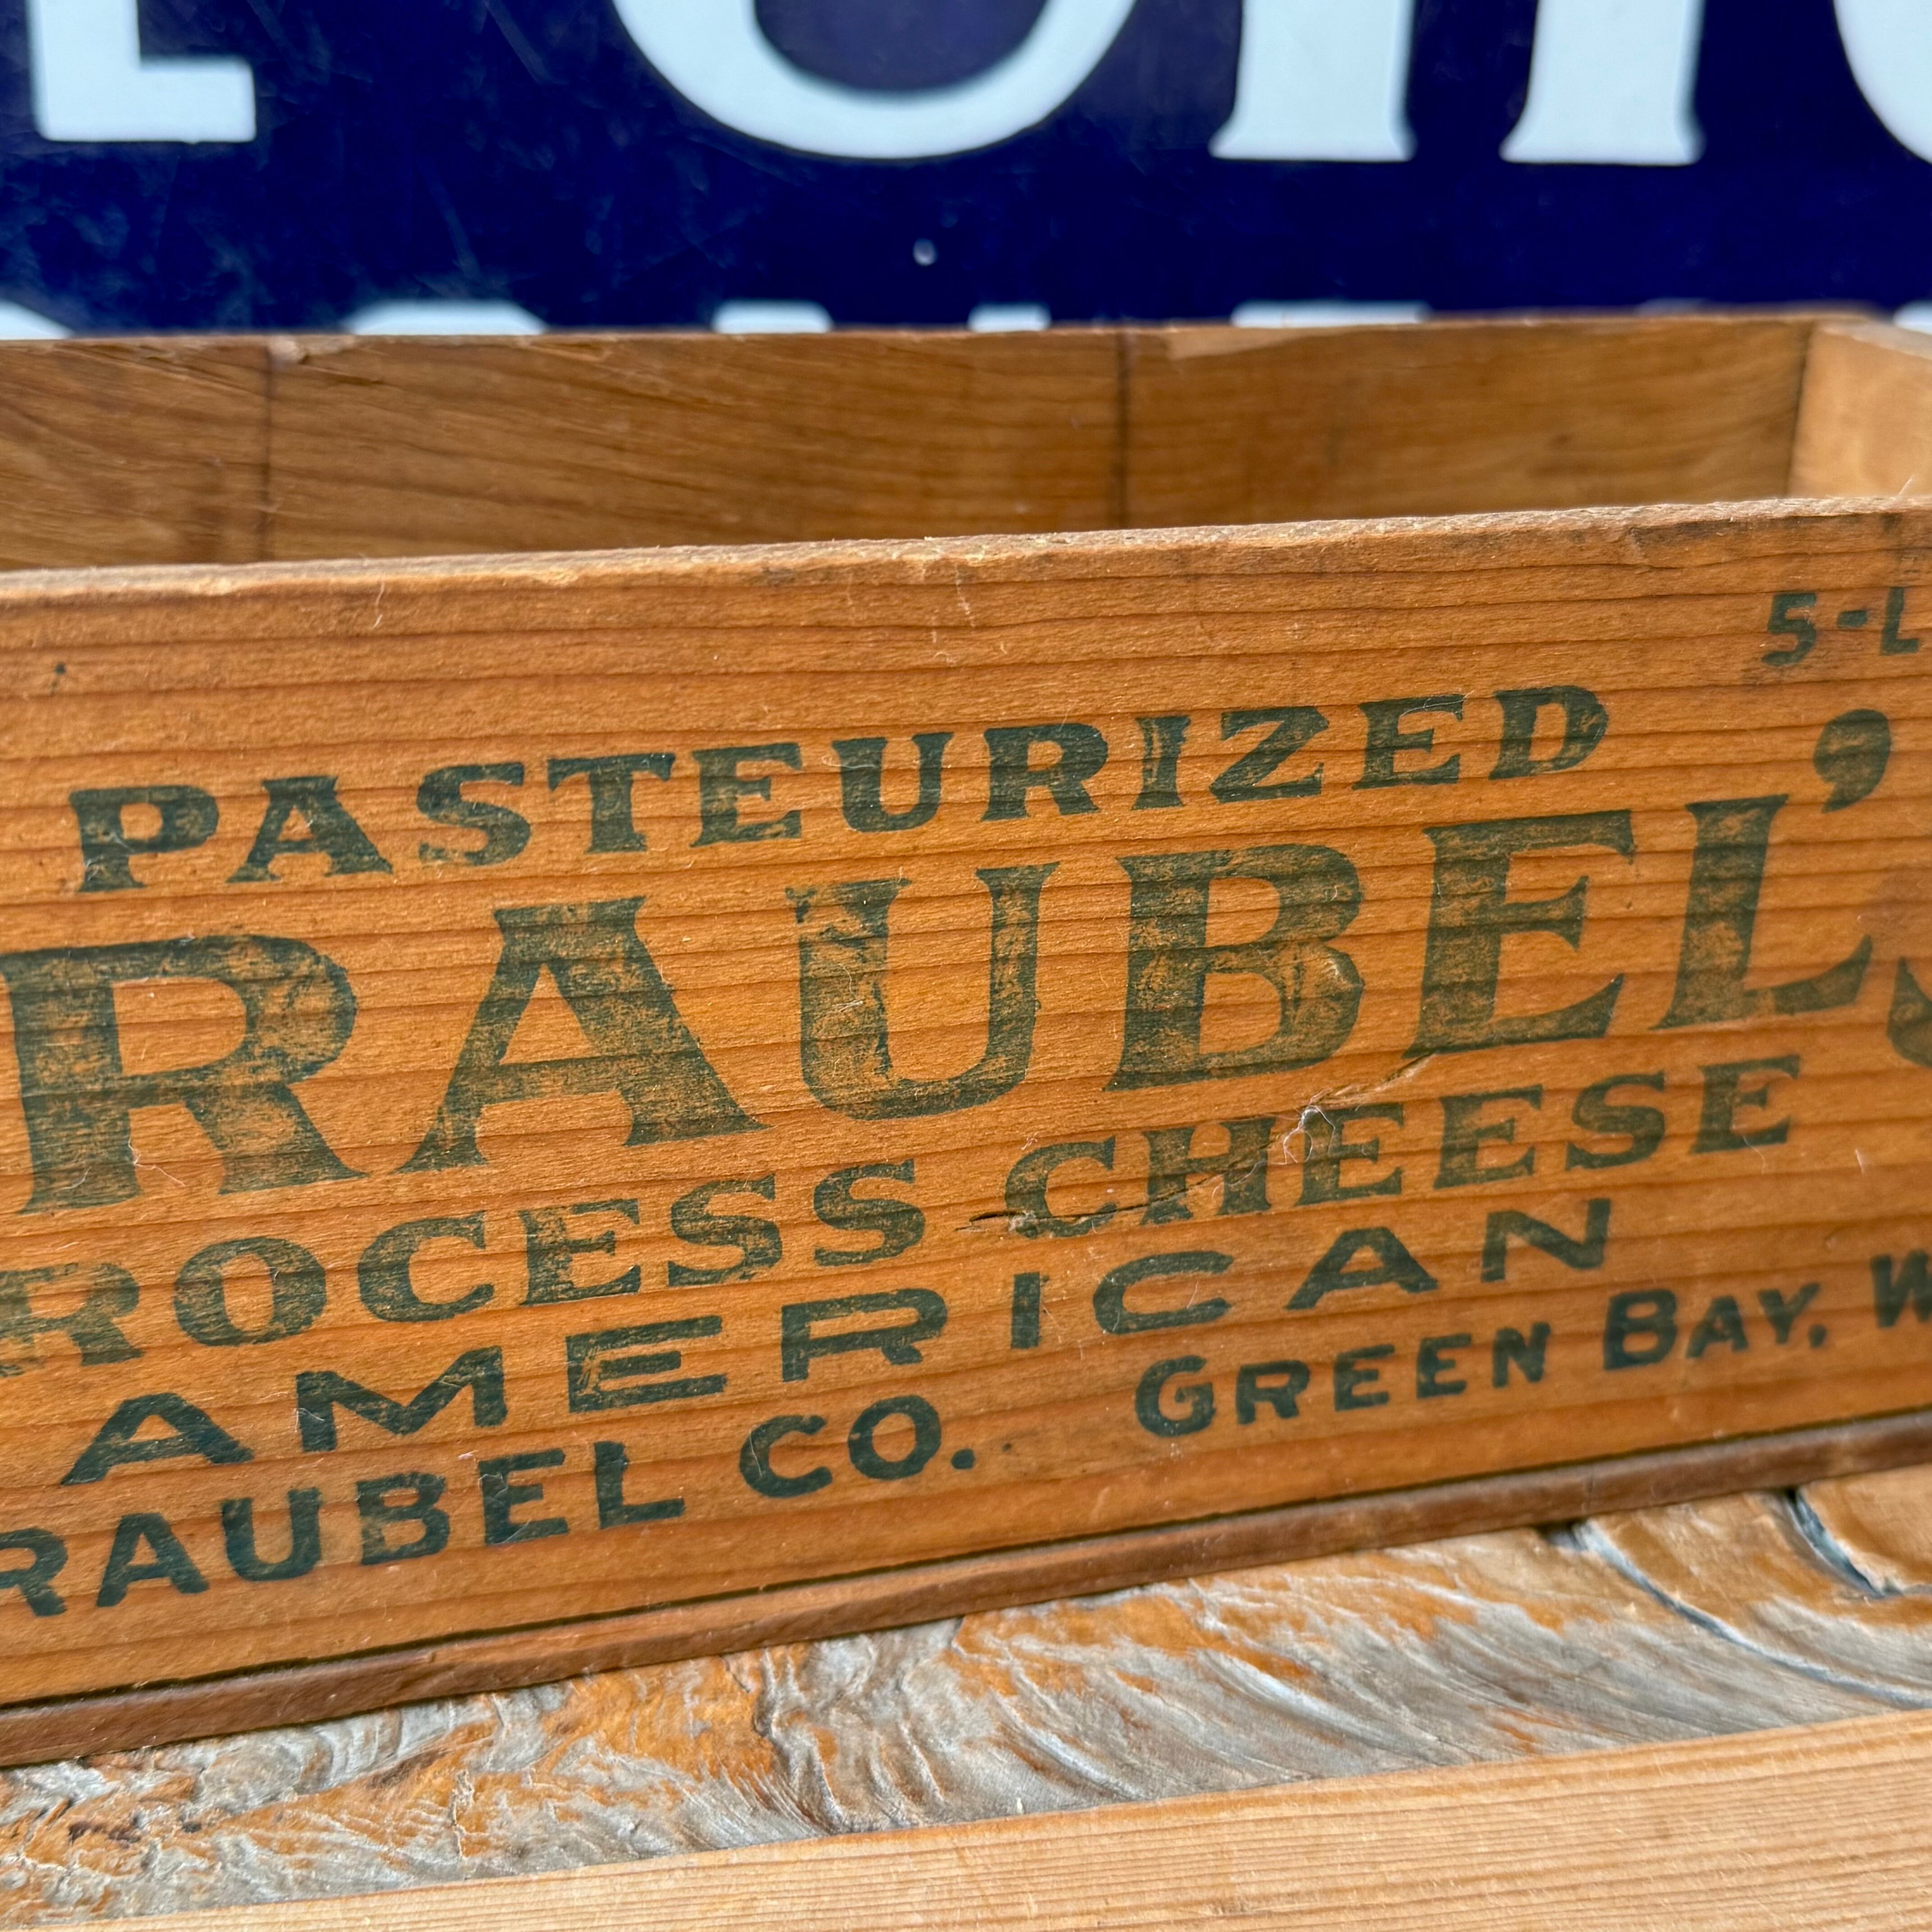 5-L
PASTEURIZED
RAUBEL'S
ROCESS CHEESE
AMERICAN
RAUBEL CO. GREEN BAY, W